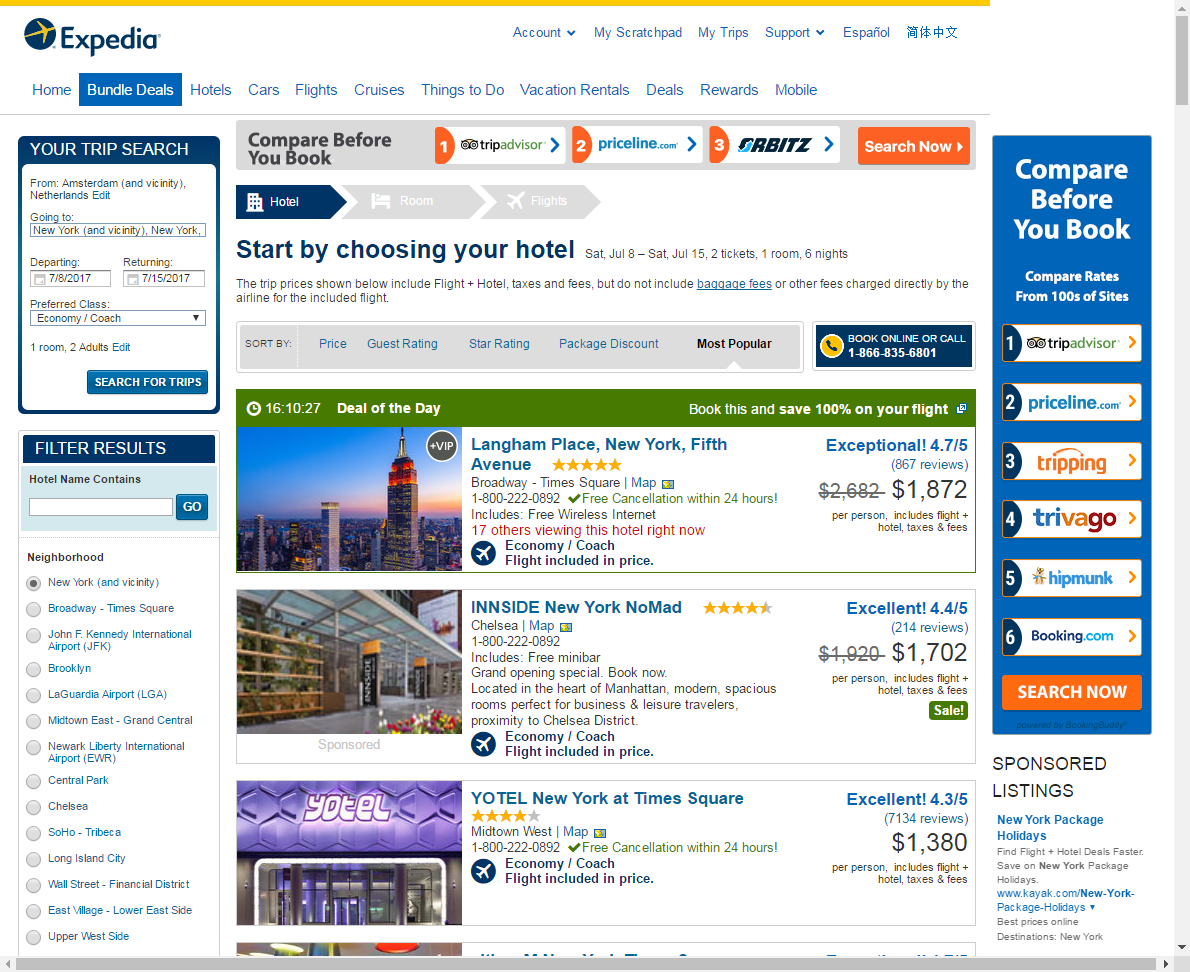 Expedia
Account
My Scratchpad
My Trips
Support
Español
简体中文
Home
Bundle Deals
Hotels
Cars
Flights
Cruises
Things to Do
Vacation Rentals
Deals
Rewards
Mobile
YOUR TRIP SEARCH
From: Amsterdam (and vicinity),
Netherlands Edit
Going to:
New York (and vicinity), New York,
Departing:
Returning:
7/8/2017
7/15/2017
Preferred Class:
Economy / Coach
1 room, 2 Adults Edit
SEARCH FOR TRIPS
FILTER RESULTS
Hotel Name Contains
GO
Neighborhood
New York (and vicinity)
Broadway - Times Square
John F. Kennedy International
Airport (JFK)
Brooklyn
LaGuardia Airport (LGA)
Midtown East - Grand Central
Newark Liberty International
Airport (EWR)
Central Park
Chelsea
SoHo - Tribeca
Long Island City
Wall Street - Financial District
East Village - Lower East Side
Upper West Side
Compare Before
You Book
1 tripadvisor
2 priceline.com
3 ORBITZ
Search Now
Hotel
Room
Flights
Start by choosing your hotel Sat, Jul 8 – Sat, Jul 15, 2 tickets, 1 room, 6 nights
The trip prices shown below include Flight + Hotel, taxes and fees, but do not include baggage fees or other fees charged directly by the
airline for the included flight.
SORT BY:
Price
Guest Rating
Star Rating
Package Discount
Most Popular
BOOK ONLINE OR CALL
1-866-835-6801
16:10:27 Deal of the Day
Book this and save 100% on your flight
+VIP
Langham Place, New York, Fifth
Avenue
Broadway - Times Square | Map
1-800-222-0892 Free Cancellation within 24 hours!
Includes: Free Wireless Internet
17 others viewing this hotel right now
Economy / Coach
Flight included in price.
Exceptional! 4.7/5
(867 reviews)
$2,682 $1,872
per person, includes flight +
hotel, taxes & fees
INNSIDE
Sponsored
INNSIDE New York NoMad
Chelsea | Map
1-800-222-0892
Includes: Free minibar
Grand opening special. Book now.
Located in the heart of Manhattan, modern, spacious
rooms perfect for business & leisure travelers,
proximity to Chelsea District.
Economy / Coach
Flight included in price.
Excellent! 4.4/5
(214 reviews)
$1,920 $1,702
per person, includes flight +
hotel, taxes & fees
Sale!
YOTEL
YOTEL New York at Times Square
Midtown West | Map
1-800-222-0892 Free Cancellation within 24 hours!
Economy / Coach
Flight included in price.
Excellent! 4.3/5
(7134 reviews)
$1,380
per person, includes flight +
hotel, taxes & fees
Compare
Before
You Book
Compare Rates
From 100s of Sites
1 tripadvisor
2 priceline.com
3 tripping
4 trivago
5 hipmunk
6 Booking.com
SEARCH NOW
powered by BookingBuddy
SPONSORED
LISTINGS
New York Package
Holidays
Find Flight + Hotel Deals Faster.
Save on New York Package
Holidays.
www.kayak.com/New-York-
Package-Holidays
Best prices online
Destinations: New York